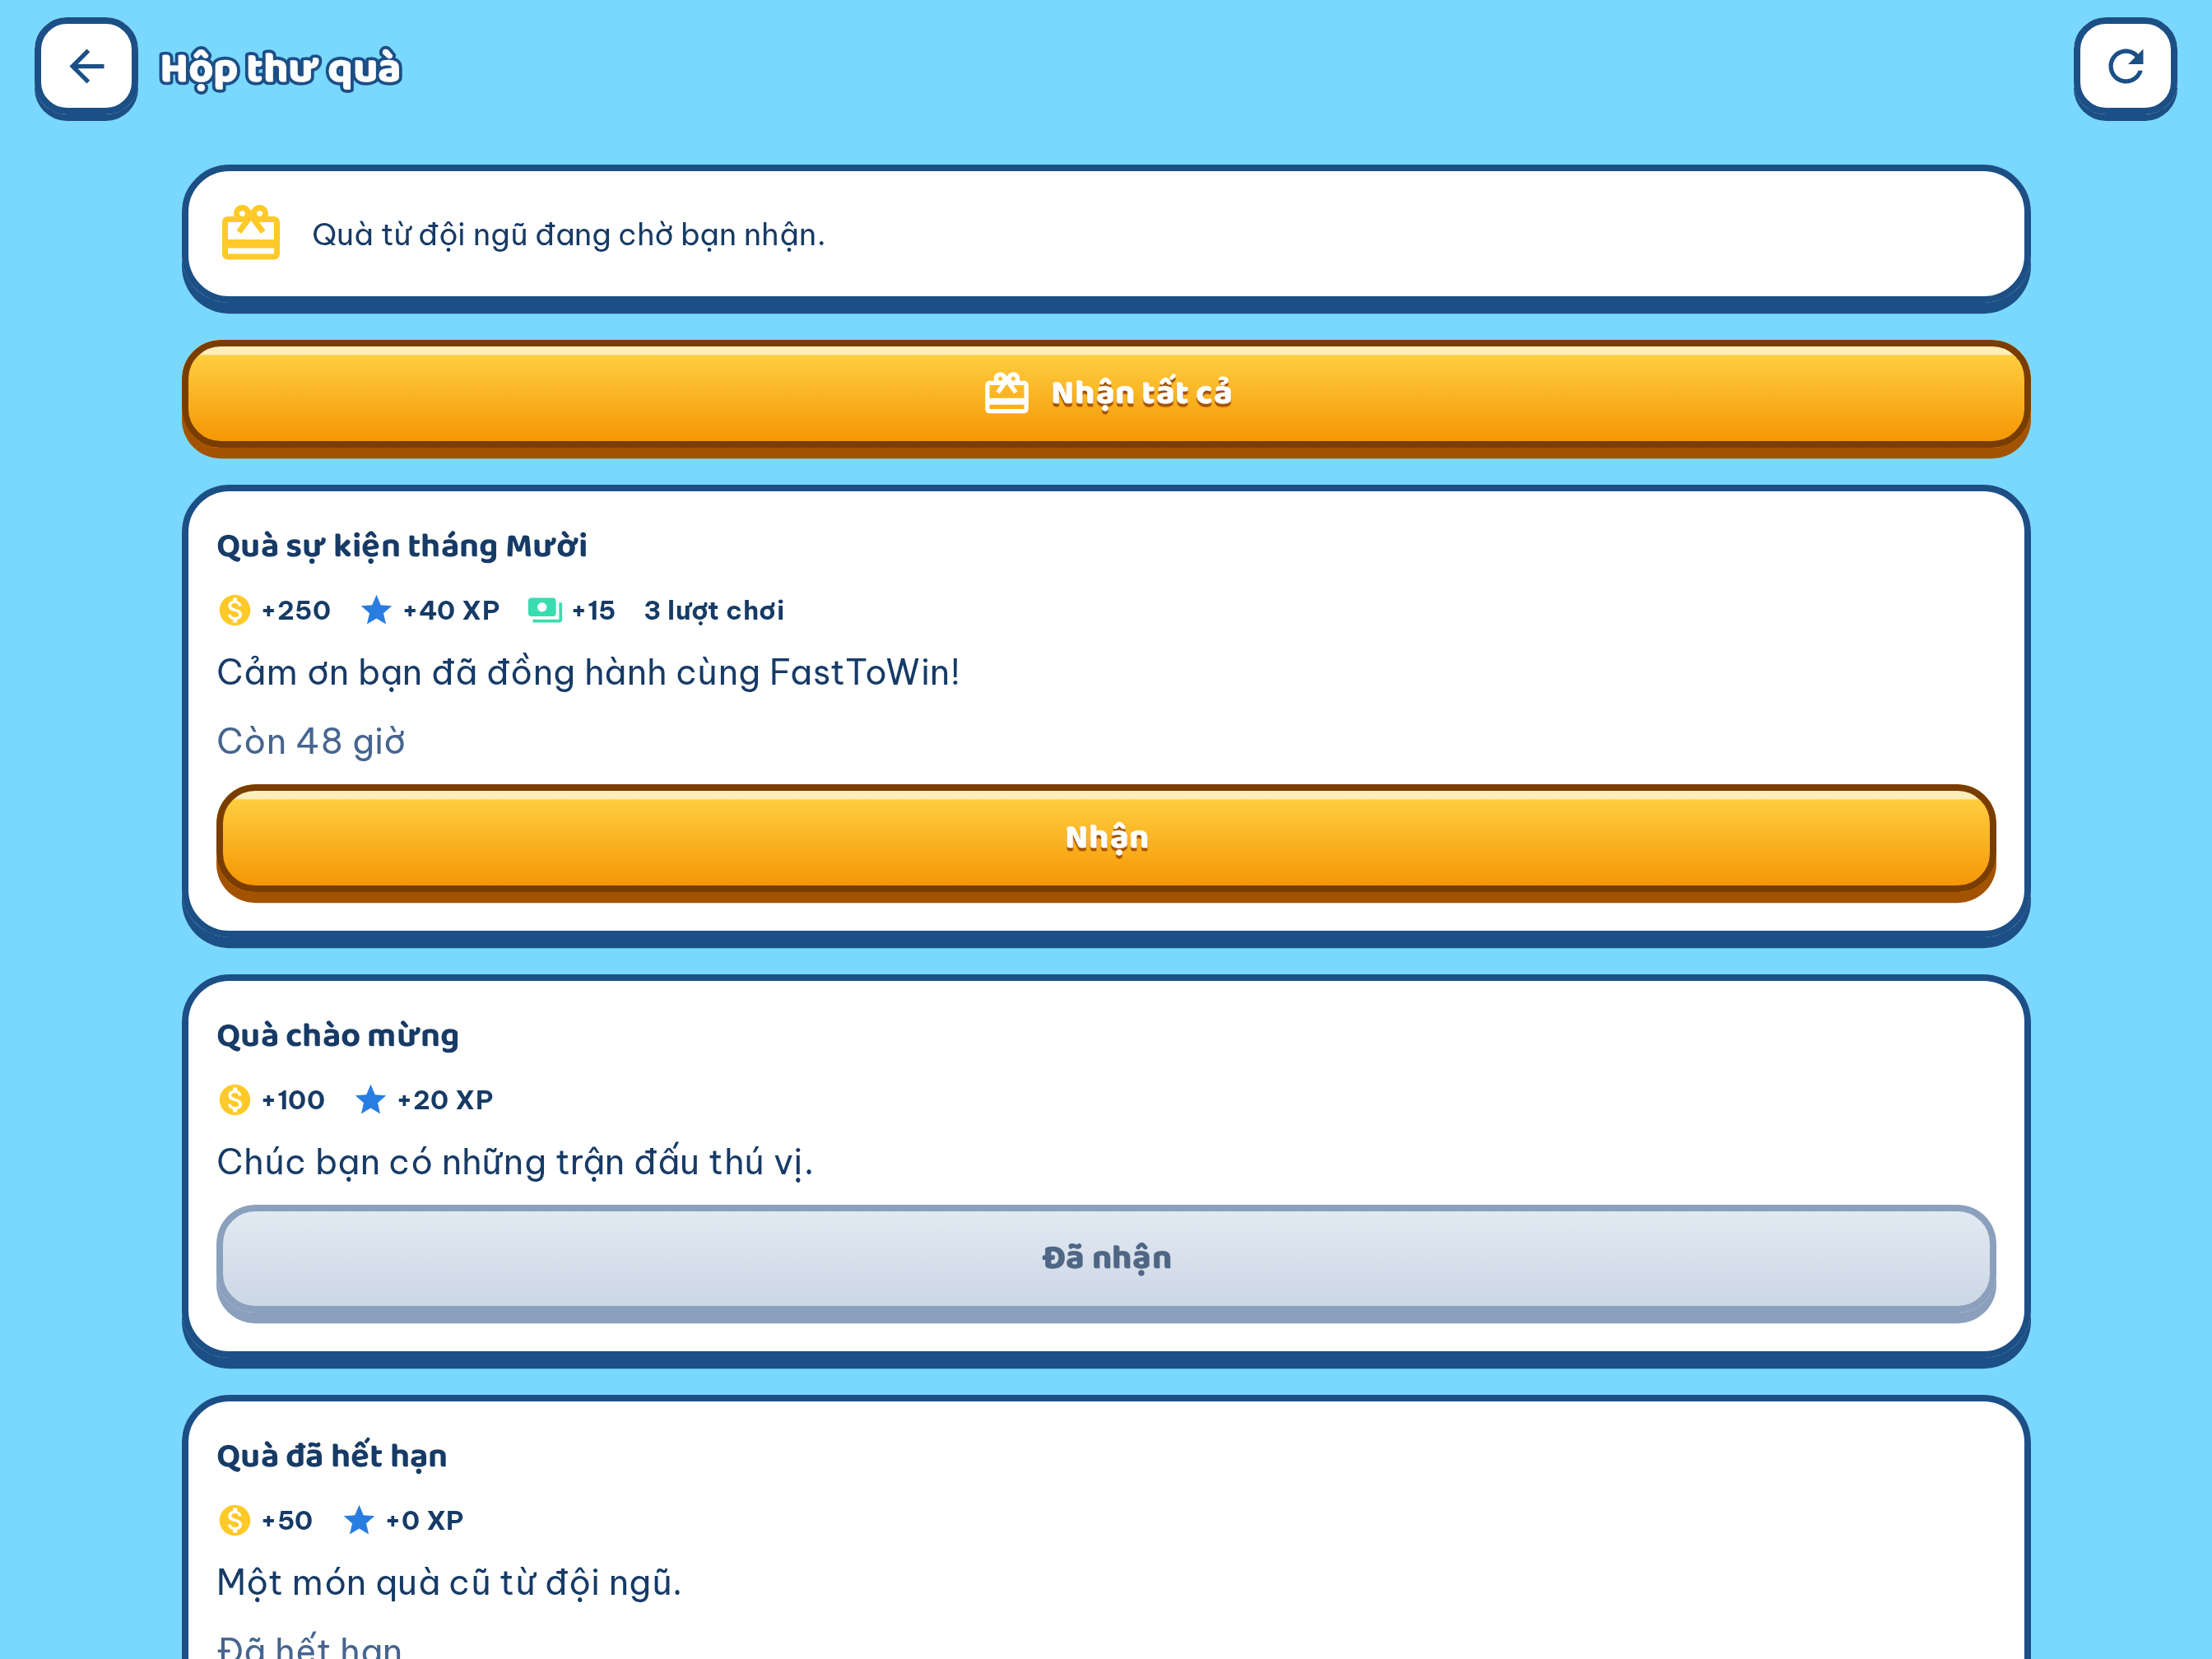 Hộp thư quà
Quà từ đội ngũ đang chờ bạn nhận.
Nhận tất cả
Quà sự kiện tháng Mười
+250 +40 XP +15 3 lượt chơi
Cảm ơn bạn đã đồng hành cùng FastToWin!
Còn 48 giờ
Nhận
Quà chào mừng
+100 +20 XP
Chúc bạn có những trận đấu thú vị.
Đã nhận
Quà đã hết hạn
+50 +0 XP
Một món quà cũ từ đội ngũ.
Đã hết hạn